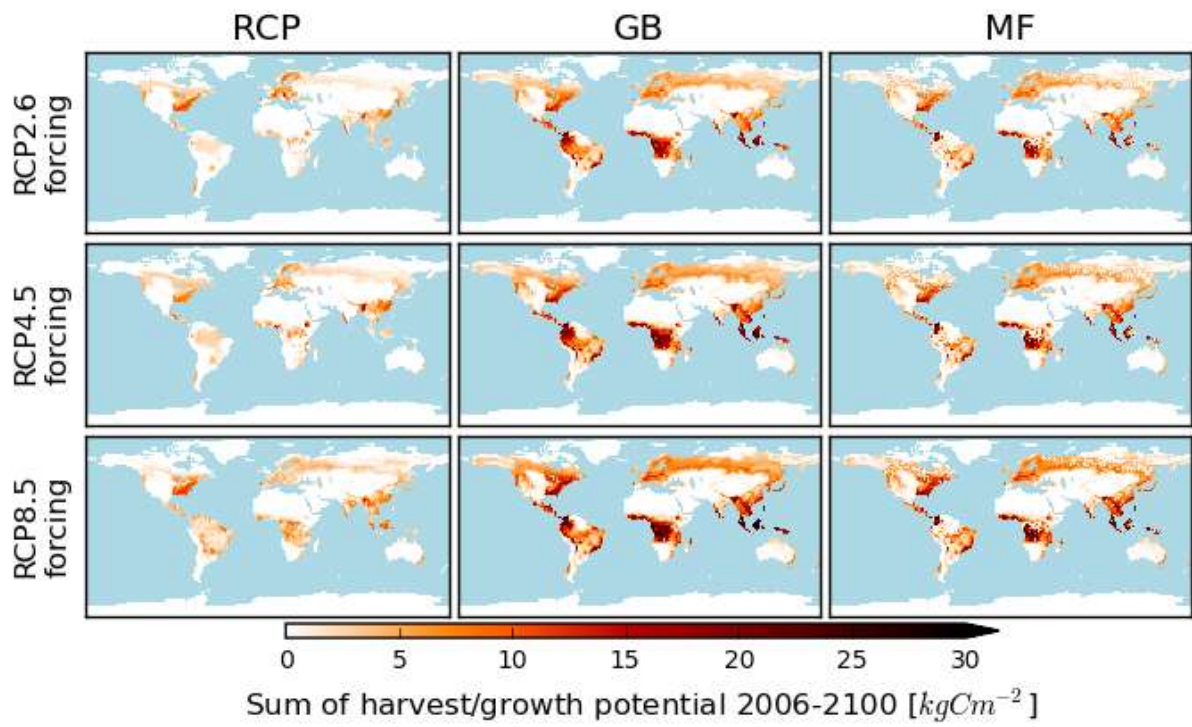 RCP GB MF
RCP2.6
forcing
RCP4.5
forcing
RCP8.5
forcing
0 5 10 15 20 25 30
Sum of harvest/growth potential 2006-2100 [kgCm⁻²]